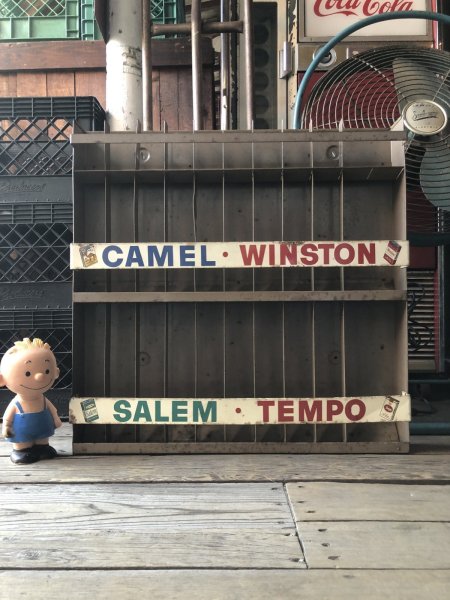 Coca-Cola
CAMEL · WINSTON
SALEM · TEMPO